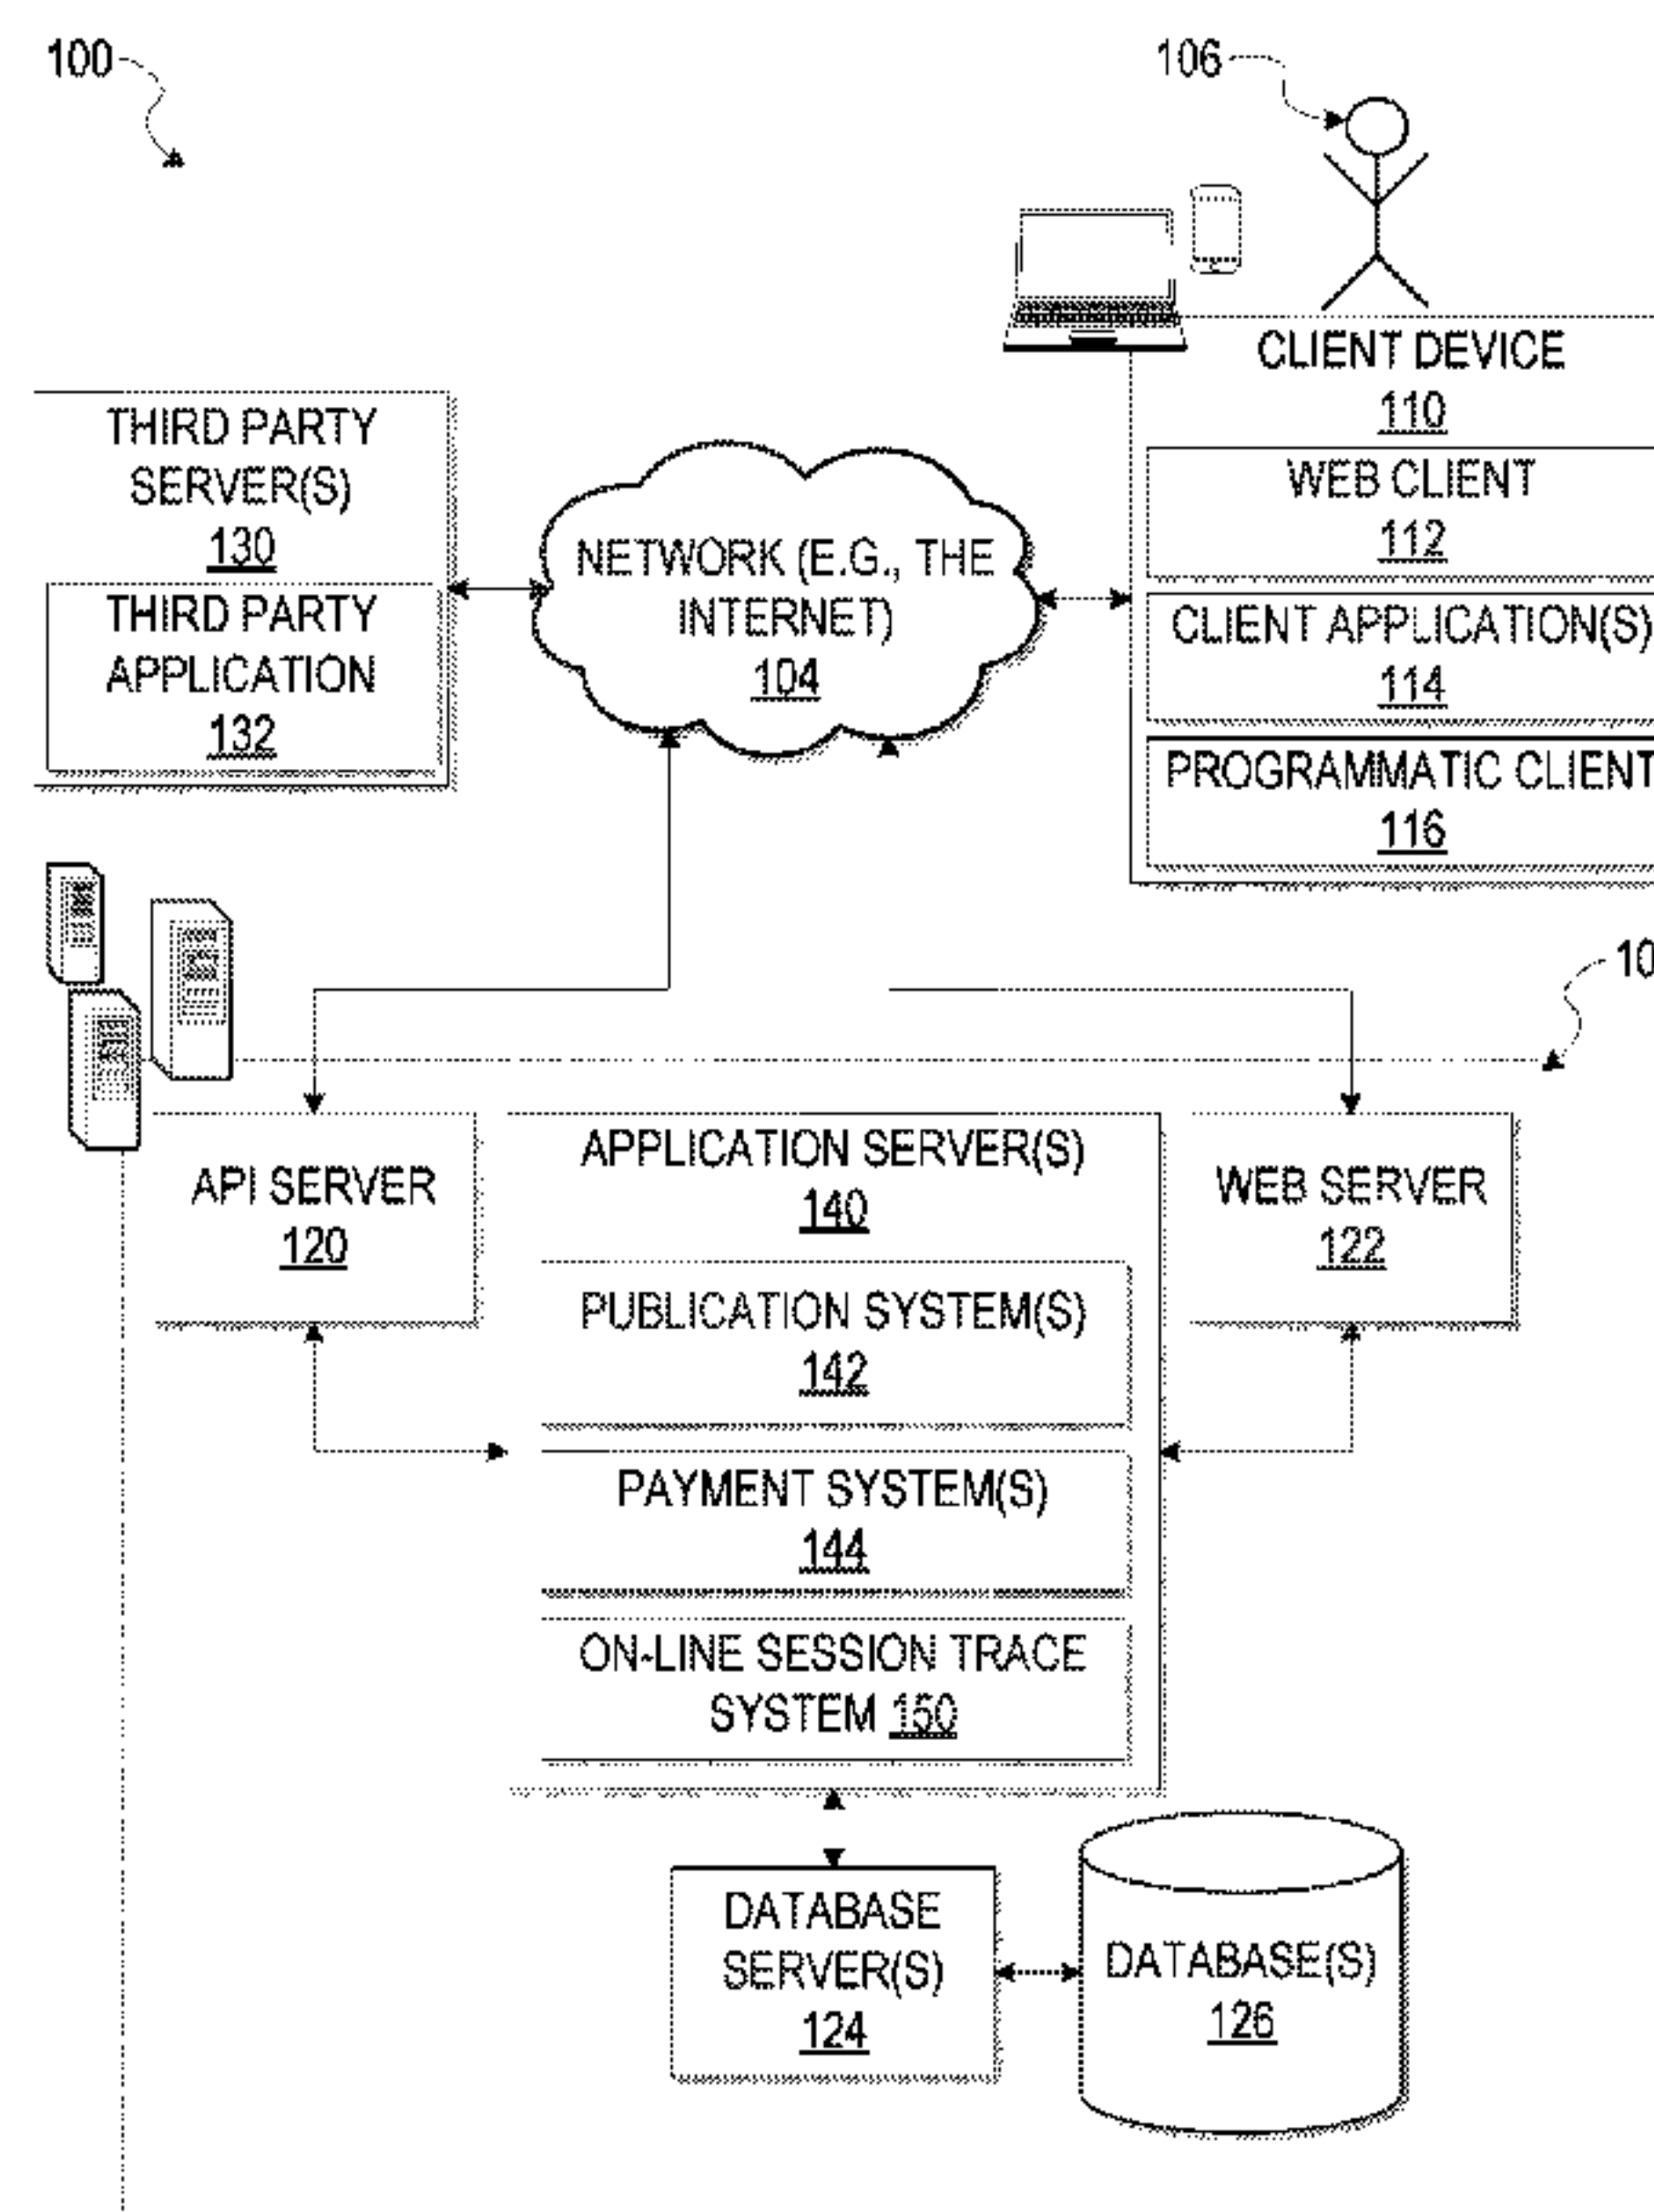 100
106
CLIENT DEVICE
110
WEB CLIENT
112
CLIENT APPLICATION(S)
114
PROGRAMMATIC CLIENT
116
THIRD PARTY
SERVER(S)
130
THIRD PARTY
APPLICATION
132
NETWORK (E.G., THE
INTERNET)
104
10
API SERVER
120
APPLICATION SERVER(S)
140
PUBLICATION SYSTEM(S)
142
PAYMENT SYSTEM(S)
144
ON-LINE SESSION TRACE
SYSTEM 150
WEB SERVER
122
DATABASE
SERVER(S)
124
DATABASE(S)
126